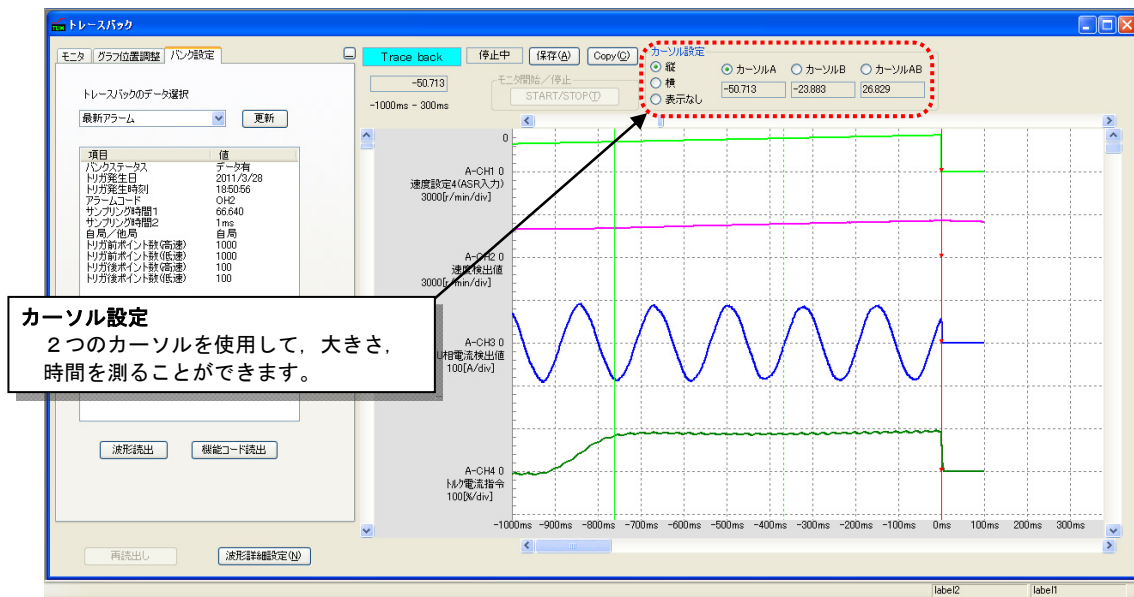 トレースバック
モニタ グラフ位置調整 バンク設定
トレースバックのデータ選択
最新アラーム 更新
項目 値
バンクステータス データ有
トリガ発生日 2011/3/28
トリガ発生時刻 18:50:56
アラームコード OH2
サンプリング時間1 66.640
サンプリング時間2 1ms
自局/他局 自局
トリガ前ポイント数(高速) 1000
トリガ前ポイント数(低速) 1000
トリガ後ポイント数(高速) 100
トリガ後ポイント数(低速) 100
カーソル設定
2つのカーソルを使用して,大きさ,
時間を測ることができます。
波形読出 機能コード読出
再読出し 波形詳細設定(N)
Trace back 停止中 保存(A) Copy(C)
-50.713
-1000ms - 300ms
モニタ開始/停止
START/STOP(T)
カーソル設定
縦
横
表示なし
カーソルA カーソルB カーソルAB
-50.713 -23.883 26.829
0
A-CH1 0
速度設定4(ASR入力)
3000[r/min/div]
A-CH2 0
速度検出値
3000[r/min/div]
A-CH3 0
U相電流検出値
100[A/div]
A-CH4 0
トルク電流指令
100[%/div]
-1000ms -900ms -800ms -700ms -600ms -500ms -400ms -300ms -200ms -100ms 0ms 100ms 200ms 300ms
label2 label1